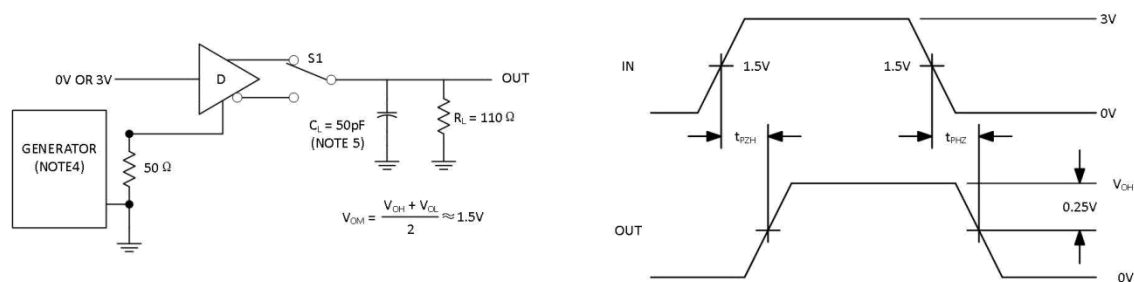 0V OR 3V
D
S1
OUT
GENERATOR
(NOTE4)
50 Ω
C_L = 50pF
(NOTE 5)
R_L = 110 Ω
V_OM = (V_OH + V_OL) / 2 ≈ 1.5V
3V
IN
1.5V
1.5V
0V
t_PZH
t_PHZ
V_OH
0.25V
OUT
0V